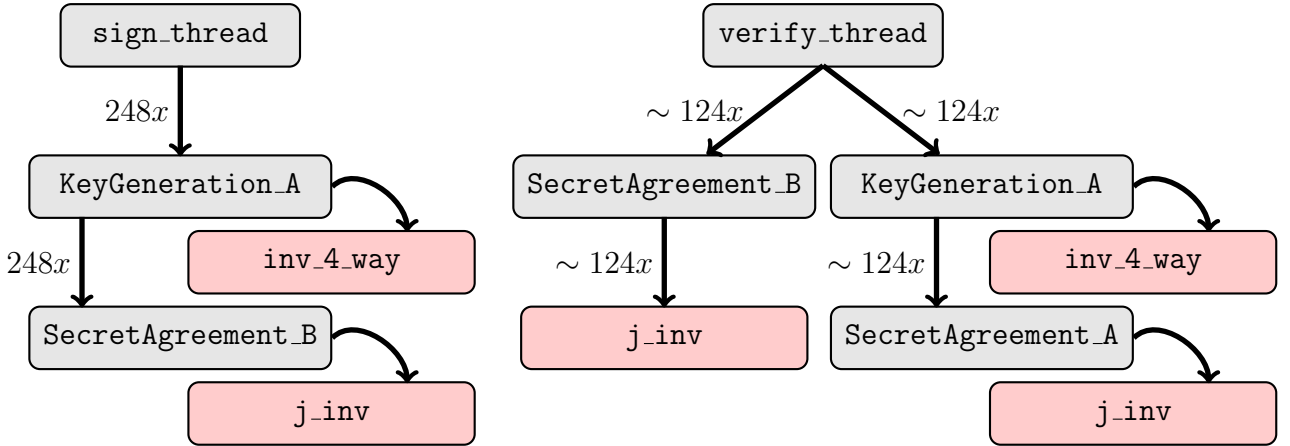 sign_thread
248x
KeyGeneration_A
inv_4_way
248x
SecretAgreement_B
j_inv
verify_thread
~ 124x
~ 124x
SecretAgreement_B
KeyGeneration_A
inv_4_way
~ 124x
~ 124x
j_inv
SecretAgreement_A
j_inv